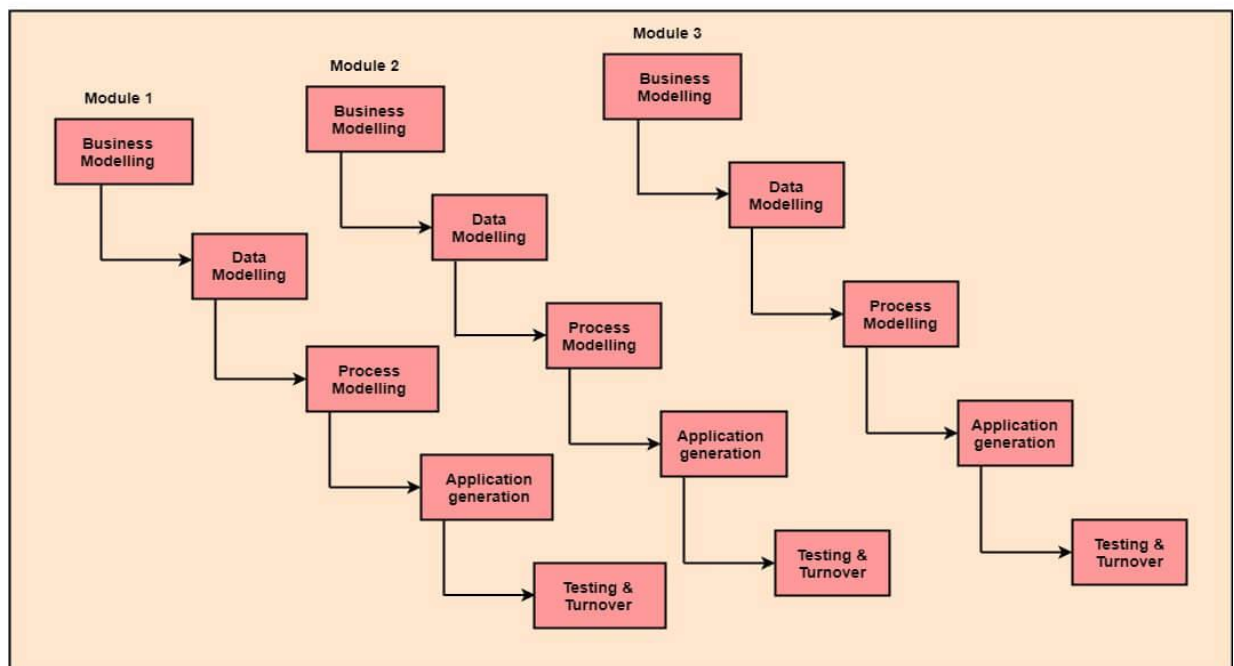 Module 1
Business
Modelling
Data
Modelling
Process
Modelling
Application
generation
Testing &
Turnover
Module 2
Business
Modelling
Data
Modelling
Process
Modelling
Application
generation
Testing &
Turnover
Module 3
Business
Modelling
Data
Modelling
Process
Modelling
Application
generation
Testing &
Turnover